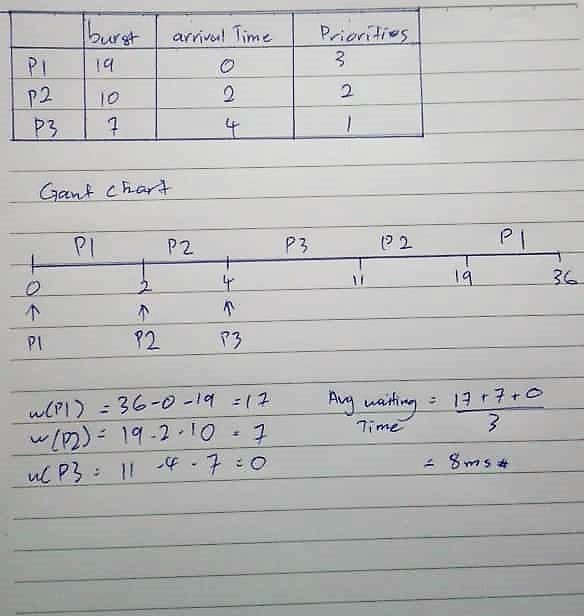 burst arrival Time Priorities
P1 19 0 3
P2 10 2 2
P3 7 4 1
Gant chart
P1 P2 P3 P2 P1
0 2 4 11 19 36
↑ ↑ ↑
P1 P2 P3
w(P1) = 36-0-19 = 17
w(P2) = 19-2-10 = 7
w(P3 = 11-4-7 = 0
Avg waiting Time = 17+7+0 / 3
= 8ms #